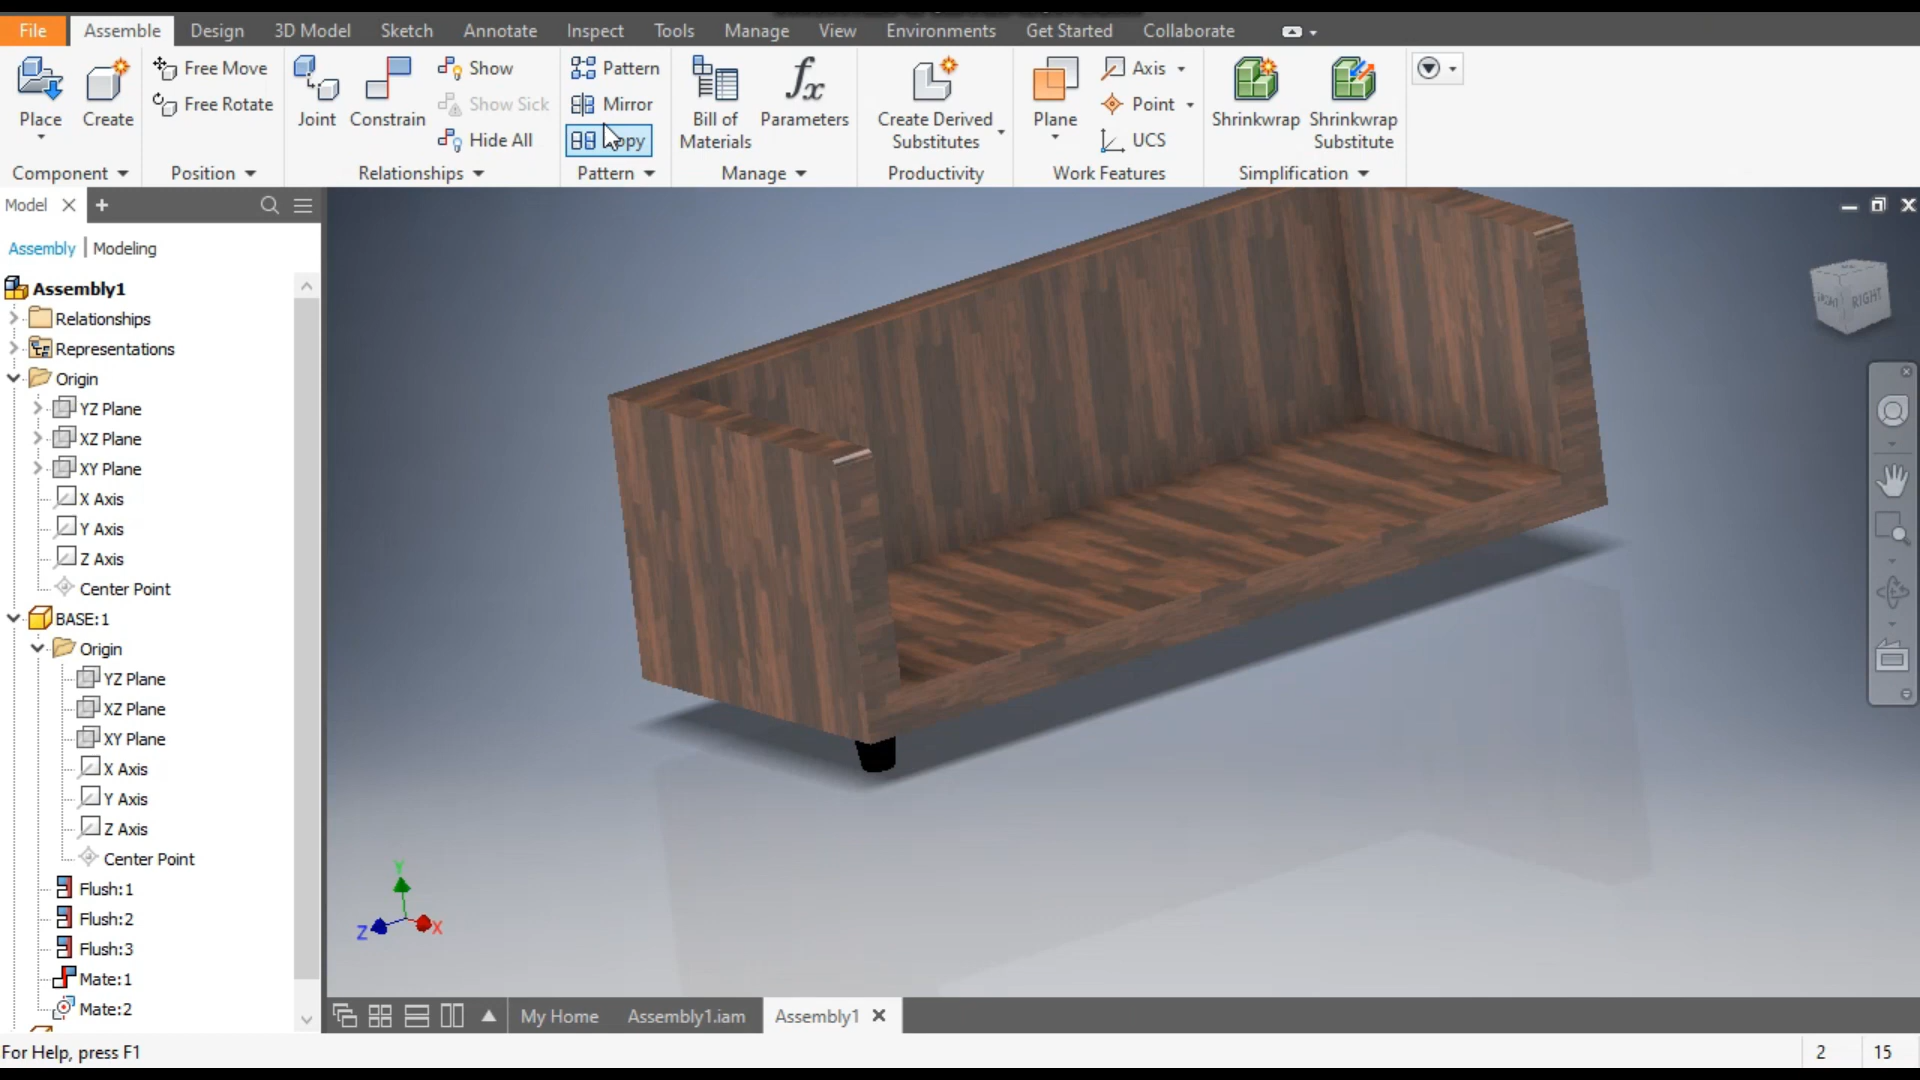 File Assemble Design 3D Model Sketch Annotate Inspect Tools Manage View Environments Get Started Collaborate
Place
Create
Free Move
Free Rotate
Joint
Constrain
Show
Show Sick
Hide All
Pattern
Mirror
Bill of
Materials
fx
Parameters
Create Derived
Substitutes
Plane
Axis
Point
UCS
Shrinkwrap
Shrinkwrap
Substitute
Component Position Relationships Pattern Manage Productivity Work Features Simplification
Model
Assembly | Modeling
Assembly1
Relationships
Representations
Origin
YZ Plane
XZ Plane
XY Plane
X Axis
Y Axis
Z Axis
Center Point
BASE:1
Origin
YZ Plane
XZ Plane
XY Plane
X Axis
Y Axis
Z Axis
Center Point
Flush:1
Flush:2
Flush:3
Mate:1
Mate:2
RIGHT
Y
Z
X
My Home Assembly1.iam Assembly1
For Help, press F1
2 15